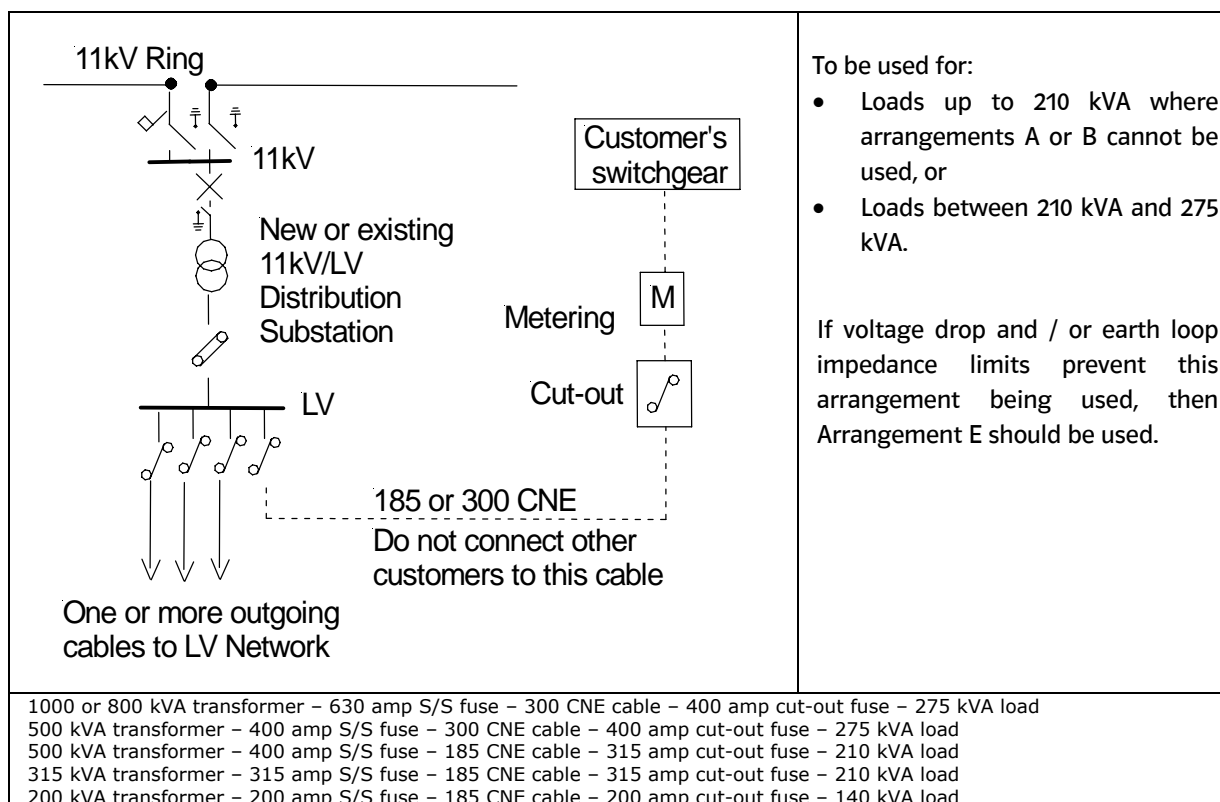 11kV Ring
11kV
New or existing
11kV/LV
Distribution
Substation
LV
One or more outgoing
cables to LV Network
Customer's
switchgear
Metering
M
Cut-out
185 or 300 CNE
Do not connect other
customers to this cable
To be used for:
• Loads up to 210 kVA where
arrangements A or B cannot be
used, or
• Loads between 210 kVA and 275
kVA.
If voltage drop and / or earth loop
impedance limits prevent this
arrangement being used, then
Arrangement E should be used.
1000 or 800 kVA transformer – 630 amp S/S fuse – 300 CNE cable – 400 amp cut-out fuse – 275 kVA load
500 kVA transformer – 400 amp S/S fuse – 300 CNE cable – 400 amp cut-out fuse – 275 kVA load
500 kVA transformer – 400 amp S/S fuse – 185 CNE cable – 315 amp cut-out fuse – 210 kVA load
315 kVA transformer – 315 amp S/S fuse – 185 CNE cable – 315 amp cut-out fuse – 210 kVA load
200 kVA transformer – 200 amp S/S fuse – 185 CNE cable – 200 amp cut-out fuse – 140 kVA load